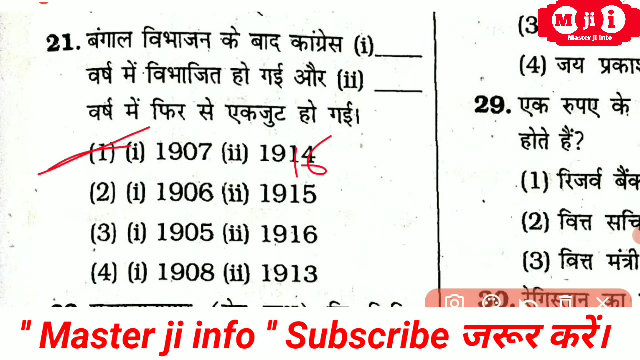 21. बंगाल विभाजन के बाद कांग्रेस (i)____
वर्ष में विभाजित हो गई और (ii) ____
वर्ष में फिर से एकजुट हो गई।
(1) (i) 1907 (ii) 1914 16
(2) (i) 1906 (ii) 1915
(3) (i) 1905 (ii) 1916
(4) (i) 1908 (ii) 1913
(3)
M ji i
Master ji info
(4) जय
29. एक रुपए के
होते हैं?
(1) रिजर्व बैंक
(2) वित्त
(3) वित्त मंत्री
30. रेगिस्तान का
" Master ji info " Subscribe जरूर करें।